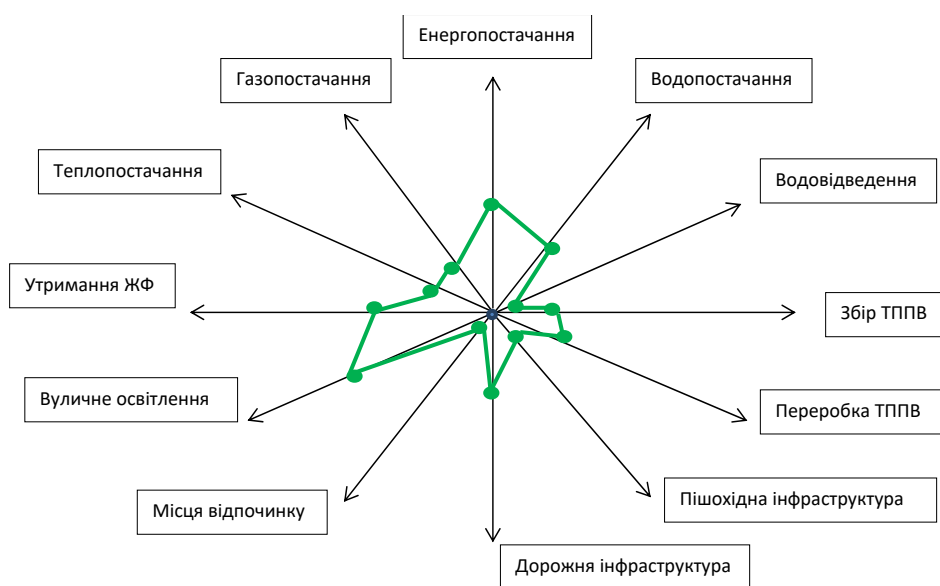 Енергопостачання
Газопостачання
Водопостачання
Теплопостачання
Водовідведення
Утримання ЖФ
Збір ТППВ
Вуличне освітлення
Переробка ТППВ
Місця відпочинку
Пішохідна інфраструктура
Дорожня інфраструктура